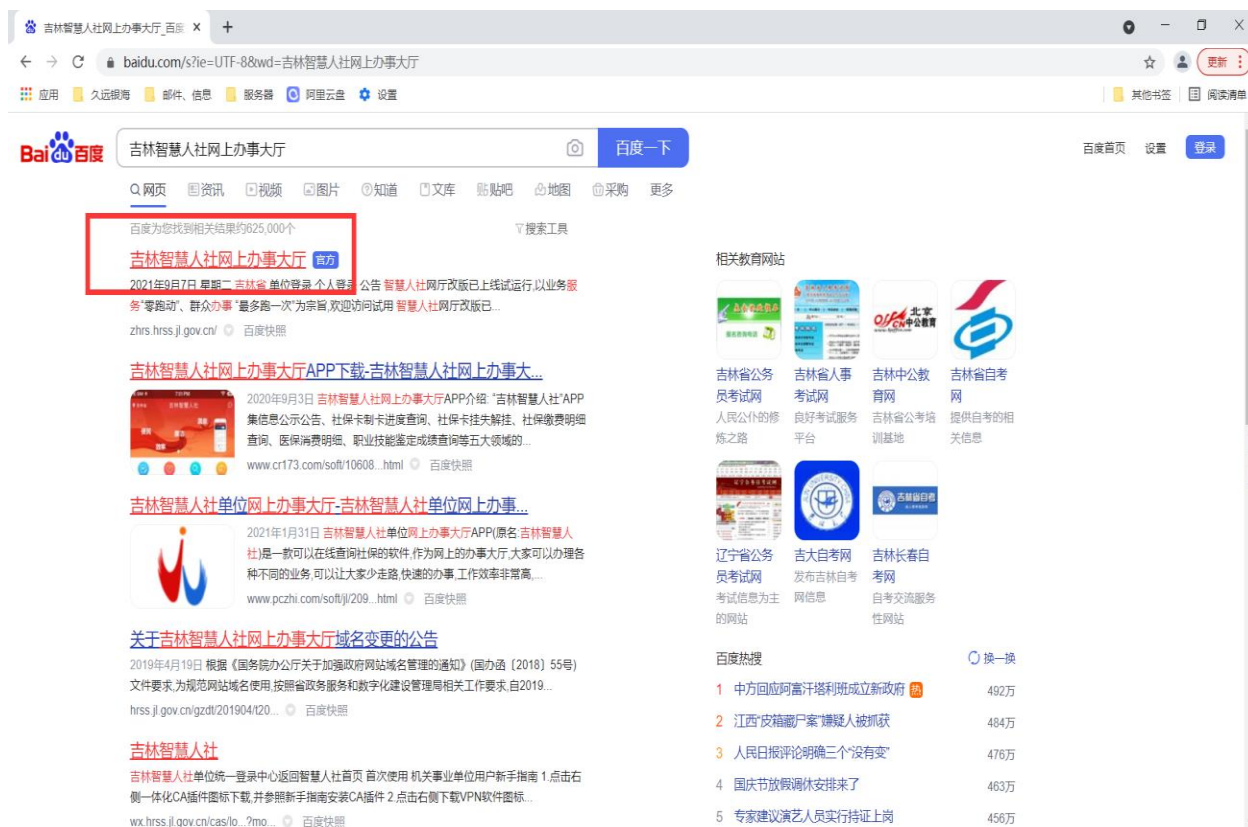 吉林智慧人社网上办事大厅_百度
baidu.com/s?ie=UTF-8&wd=吉林智慧人社网上办事大厅
更新
应用 久远银海 邮件、信息 服务器 阿里云盘 设置 其他书签 阅读清单
Bai du 百度 吉林智慧人社网上办事大厅 百度一下
百度首页 设置 登录
网页 资讯 视频 图片 知道 文库 贴吧 地图 采购 更多
百度为您找到相关结果约625,000个 搜索工具
吉林智慧人社网上办事大厅 官方
2021年9月7日 星期二 吉林省 单位登录 个人登录 公告 智慧人社网厅改版已上线试运行,以业务服
务“零跑动”、群众办事 “最多跑一次”为宗旨,欢迎访问试用 智慧人社网厅改版已...
zhrs.hrss.jl.gov.cn/ 百度快照
吉林智慧人社网上办事大厅APP下载-吉林智慧人社网上办事大...
2020年9月3日 吉林智慧人社网上办事大厅APP介绍: “吉林智慧人社”APP
集信息公示公告、社保卡制卡进度查询、社保卡挂失解挂、社保缴费明细
查询、医保消费明细、职业技能鉴定成绩查询等五大领域的...
www.cr173.com/soft/10608...html 百度快照
吉林智慧人社单位网上办事大厅-吉林智慧人社单位网上办事...
2021年1月31日 吉林智慧人社单位网上办事大厅APP(原名:吉林智慧人
社)是一款可以在线查询社保的软件,作为网上的办事大厅,大家可以办理各
种不同的业务,可以让大家少走路,快速的办事,工作效率非常高,...
www.pczhi.com/soft/jl/209...html 百度快照
关于吉林智慧人社网上办事大厅域名变更的公告
2019年4月19日 根据《国务院办公厅关于加强政府网站域名管理的通知》(国办函〔2018〕55号)
文件要求,为规范网站域名使用,按照省政务服务和数字化建设管理局相关工作要求,自2019...
hrss.jl.gov.cn/gzdt/201904/t20... 百度快照
吉林智慧人社
吉林智慧人社单位统一登录中心返回智慧人社首页 首次使用 机关事业单位用户新手指南 1.点击右
侧一体化CA插件图标下载,并参照新手指南安装CA插件 2.点击右侧下载VPN软件图标...
wx.hrss.jl.gov.cn/cas/lo...?mo... 百度快照
相关教育网站
北京
中公教育
吉林省公务 吉林省人事 吉林中公教 吉林省自考
员考试网 考试网 育网 网
人民公仆的修 良好考试服务 吉林省公考培 提供自考的相
炼之路 平台 训基地 关信息
吉林省自考
辽宁省公务 吉大自考网 吉林长春自
员考试网 发布吉林自考 考网
考试信息为主 网信息 自考交流服务
的网站 性网站
百度热搜 换一换
1 中方回应阿富汗塔利班成立新政府 热 492万
2 江西“皮箱藏尸案”嫌疑人被抓获 484万
3 人民日报评论明确三个“没有变” 476万
4 国庆节放假调休安排来了 463万
5 专家建议演艺人员实行持证上岗 456万